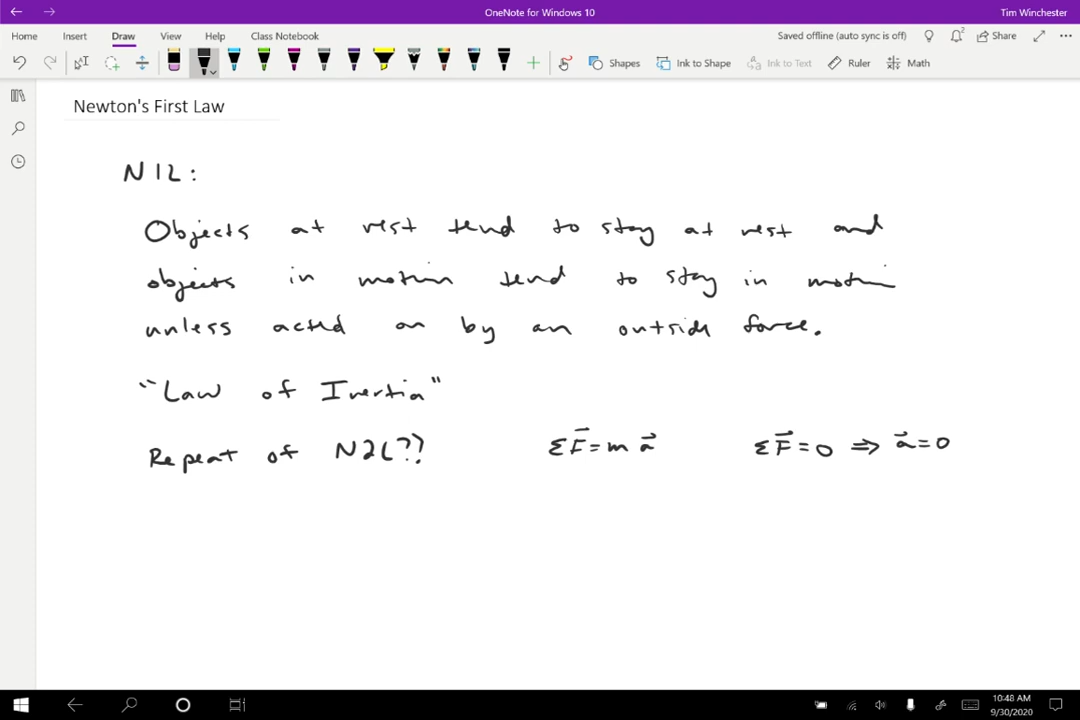 OneNote for Windows 10
Tim Winchester
Home Insert Draw View Help Class Notebook
Saved offline (auto sync is off) Share
Shapes Ink to Shape Ink to Text Ruler Math
Newton's First Law
N1L:
Objects at rest tend to stay at rest and
objects in motion tend to stay in motion
unless acted on by an outside force.
"Law of Inertia"
Repeat of N2L?? ΣF⃗=ma⃗ ΣF⃗=0 ⇒ a⃗=0
10:48 AM
9/30/2020